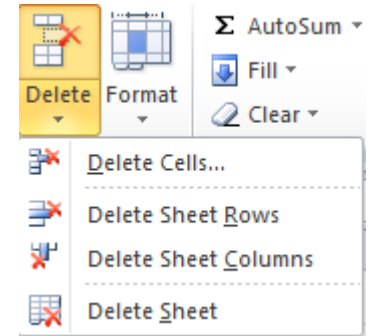 Σ AutoSum
Fill
Delete Format
Clear
Delete Cells...
Delete Sheet Rows
Delete Sheet Columns
Delete Sheet